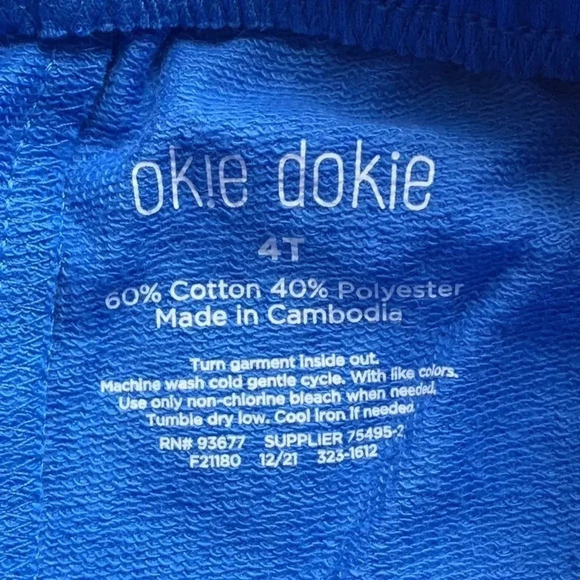 okie dokie
4T
60% Cotton 40% Polyester
Made in Cambodia
Turn garment inside out.
Machine wash cold gentle cycle. With like colors.
Use only non-chlorine bleach when needed.
Tumble dry low. Cool iron if needed
RN# 93677 SUPPLIER 75495-2
F21180 12/21 323-1612